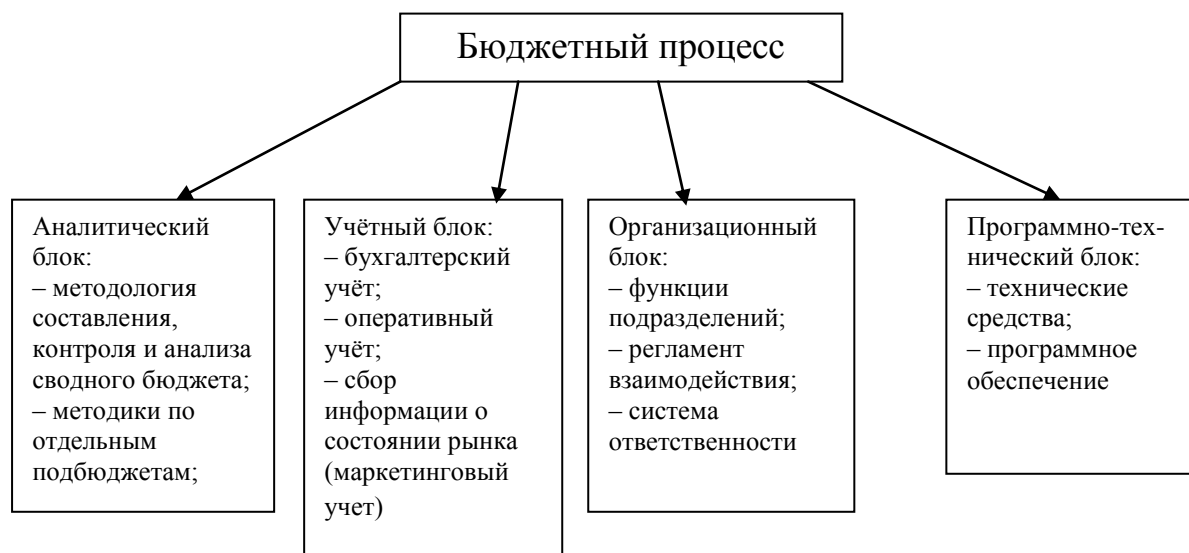 Бюджетный процесс
Аналитический
блок:
– методология
составления,
контроля и анализа
сводного бюджета;
– методики по
отдельным
подбюджетам;
Учётный блок:
– бухгалтерский
учёт;
– оперативный
учёт;
– сбор
информации о
состоянии рынка
(маркетинговый
учет)
Организационный
блок:
– функции
подразделений;
– регламент
взаимодействия;
– система
ответственности
Программно-тех-
нический блок:
– технические
средства;
– программное
обеспечение